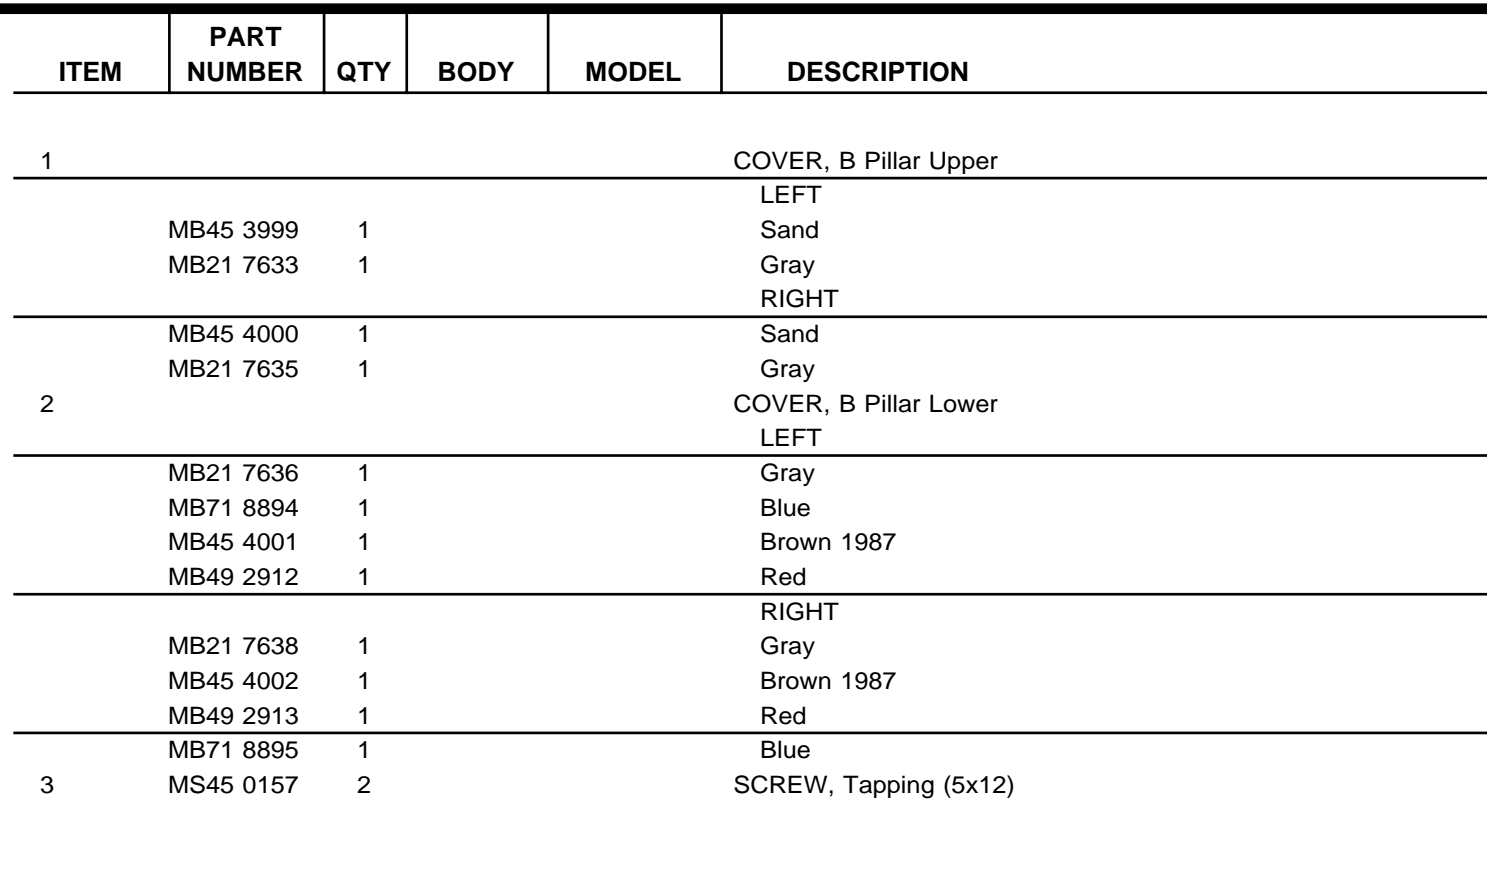 PART
ITEM NUMBER QTY BODY MODEL DESCRIPTION
1 COVER, B Pillar Upper
LEFT
MB45 3999 1 Sand
MB21 7633 1 Gray
RIGHT
MB45 4000 1 Sand
MB21 7635 1 Gray
2 COVER, B Pillar Lower
LEFT
MB21 7636 1 Gray
MB71 8894 1 Blue
MB45 4001 1 Brown 1987
MB49 2912 1 Red
RIGHT
MB21 7638 1 Gray
MB45 4002 1 Brown 1987
MB49 2913 1 Red
MB71 8895 1 Blue
3 MS45 0157 2 SCREW, Tapping (5x12)